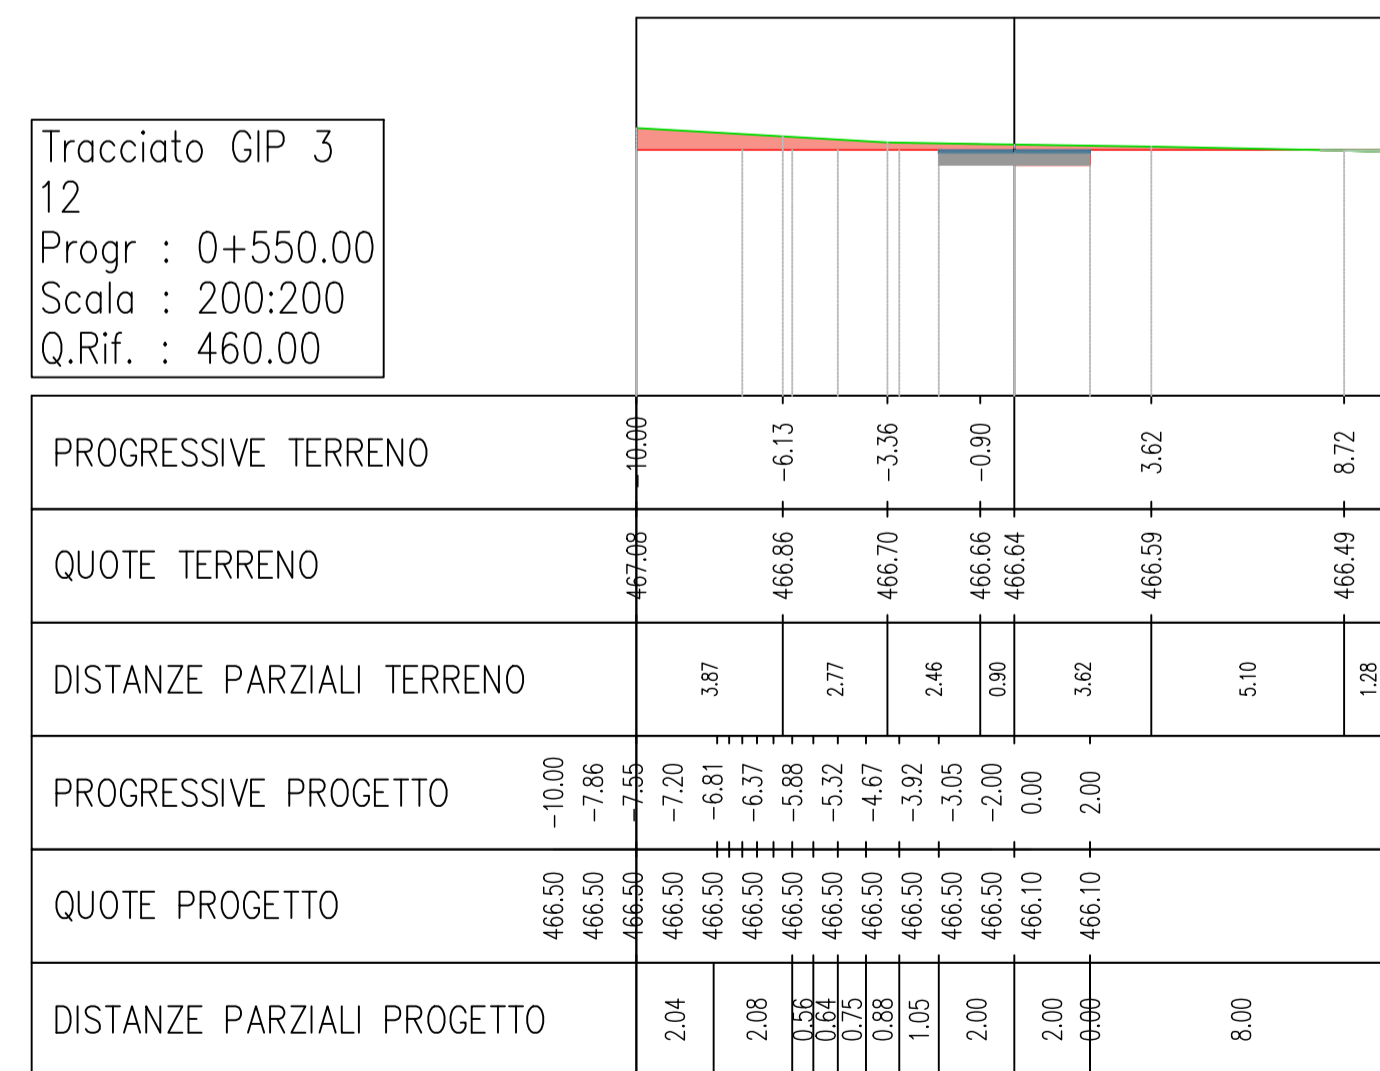 Tracciato GIP 3
12
Progr : 0+550.00
Scala : 200:200
Q.Rif. : 460.00
PROGRESSIVE TERRENO -10.00 -6.13 -3.36 -0.90 3.62 8.72
QUOTE TERRENO 467.08 466.86 466.70 466.66 466.64 466.59 466.49
DISTANZE PARZIALI TERRENO 3.87 2.77 2.46 0.90 3.62 5.10 1.28
PROGRESSIVE PROGETTO -10.00 -7.86 -7.55 -7.20 -6.81 -6.37 -5.88 -5.32 -4.67 -3.92 -3.05 -2.00 0.00 2.00
QUOTE PROGETTO 466.50 466.50 466.50 466.50 466.50 466.50 466.50 466.50 466.50 466.50 466.50 466.50 466.10 466.10
DISTANZE PARZIALI PROGETTO 2.04 2.08 0.56 0.64 0.75 0.88 1.05 2.00 2.00 0.00 8.00